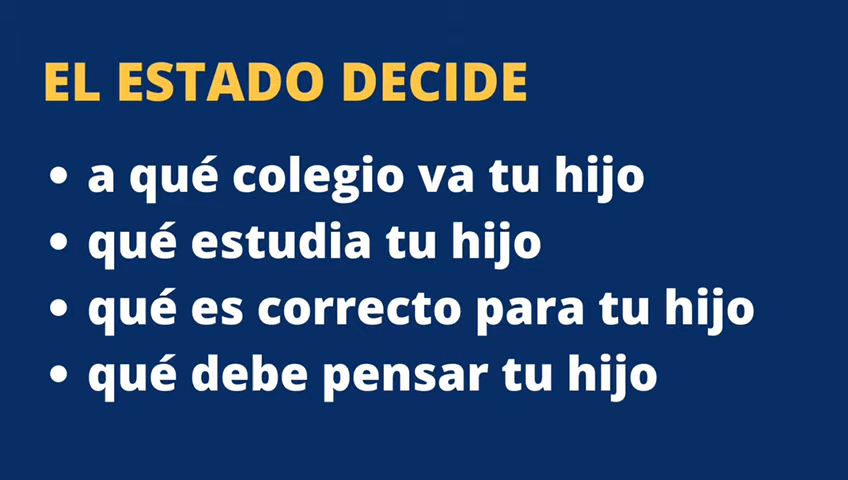 EL ESTADO DECIDE
• a qué colegio va tu hijo
• qué estudia tu hijo
• qué es correcto para tu hijo
• qué debe pensar tu hijo